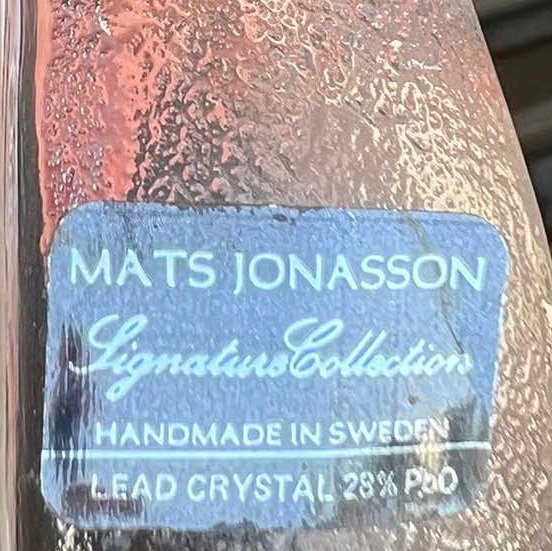 MATS JONASSON
Signature Collection
HANDMADE IN SWEDEN
LEAD CRYSTAL 28% PbO